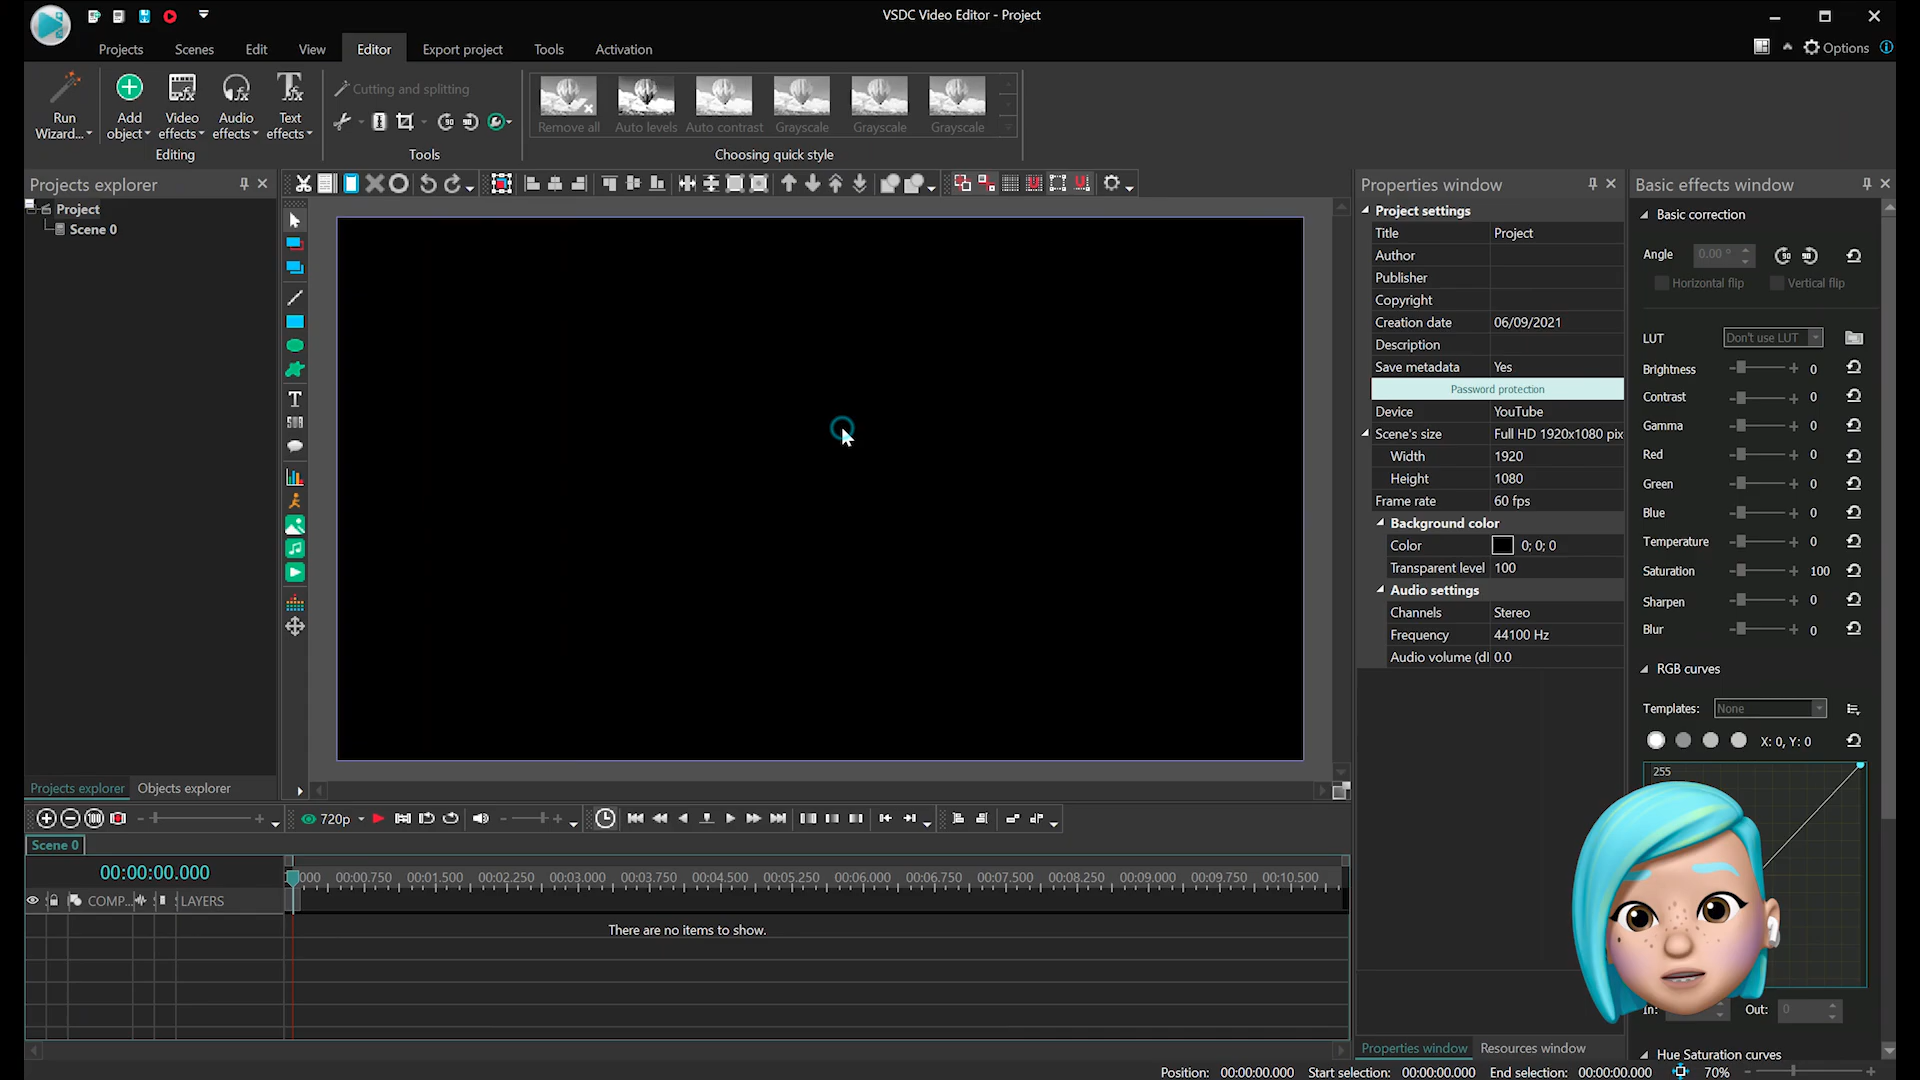 VSDC Video Editor - Project
Projects Scenes Edit View Editor Export project Tools Activation
Options
Run Wizard...
Add object
Video effects
Audio effects
Text effects
Editing
Cutting and splitting
Tools
Remove all Auto levels Auto contrast Grayscale Grayscale Grayscale
Choosing quick style
Projects explorer
Project
Scene 0
Projects explorer Objects explorer
Properties window
Project settings
Title Project
Author
Publisher
Copyright
Creation date 06/09/2021
Description
Save metadata Yes
Password protection
Device YouTube
Scene's size Full HD 1920x1080 pix
Width 1920
Height 1080
Frame rate 60 fps
Background color
Color 0; 0; 0
Transparent level 100
Audio settings
Channels Stereo
Frequency 44100 Hz
Audio volume (dl 0.0
Properties window Resources window
Basic effects window
Basic correction
Angle 0.00 ° 90 90
Horizontal flip Vertical flip
LUT Don't use LUT
Brightness 0
Contrast 0
Gamma 0
Red 0
Green 0
Blue 0
Temperature 0
Saturation 100
Sharpen 0
Blur 0
RGB curves
Templates: None
X: 0, Y: 0
255
In: Out: 0
Hue Saturation curves
720p
Scene 0
00:00:00.000
000 00:00.750 00:01.500 00:02.250 00:03.000 00:03.750 00:04.500 00:05.250 00:06.000 00:06.750 00:07.500 00:08.250 00:09.000 00:09.750 00:10.500
COMP... LAYERS
There are no items to show.
Position: 00:00:00.000 Start selection: 00:00:00.000 End selection: 00:00:00.000 70%